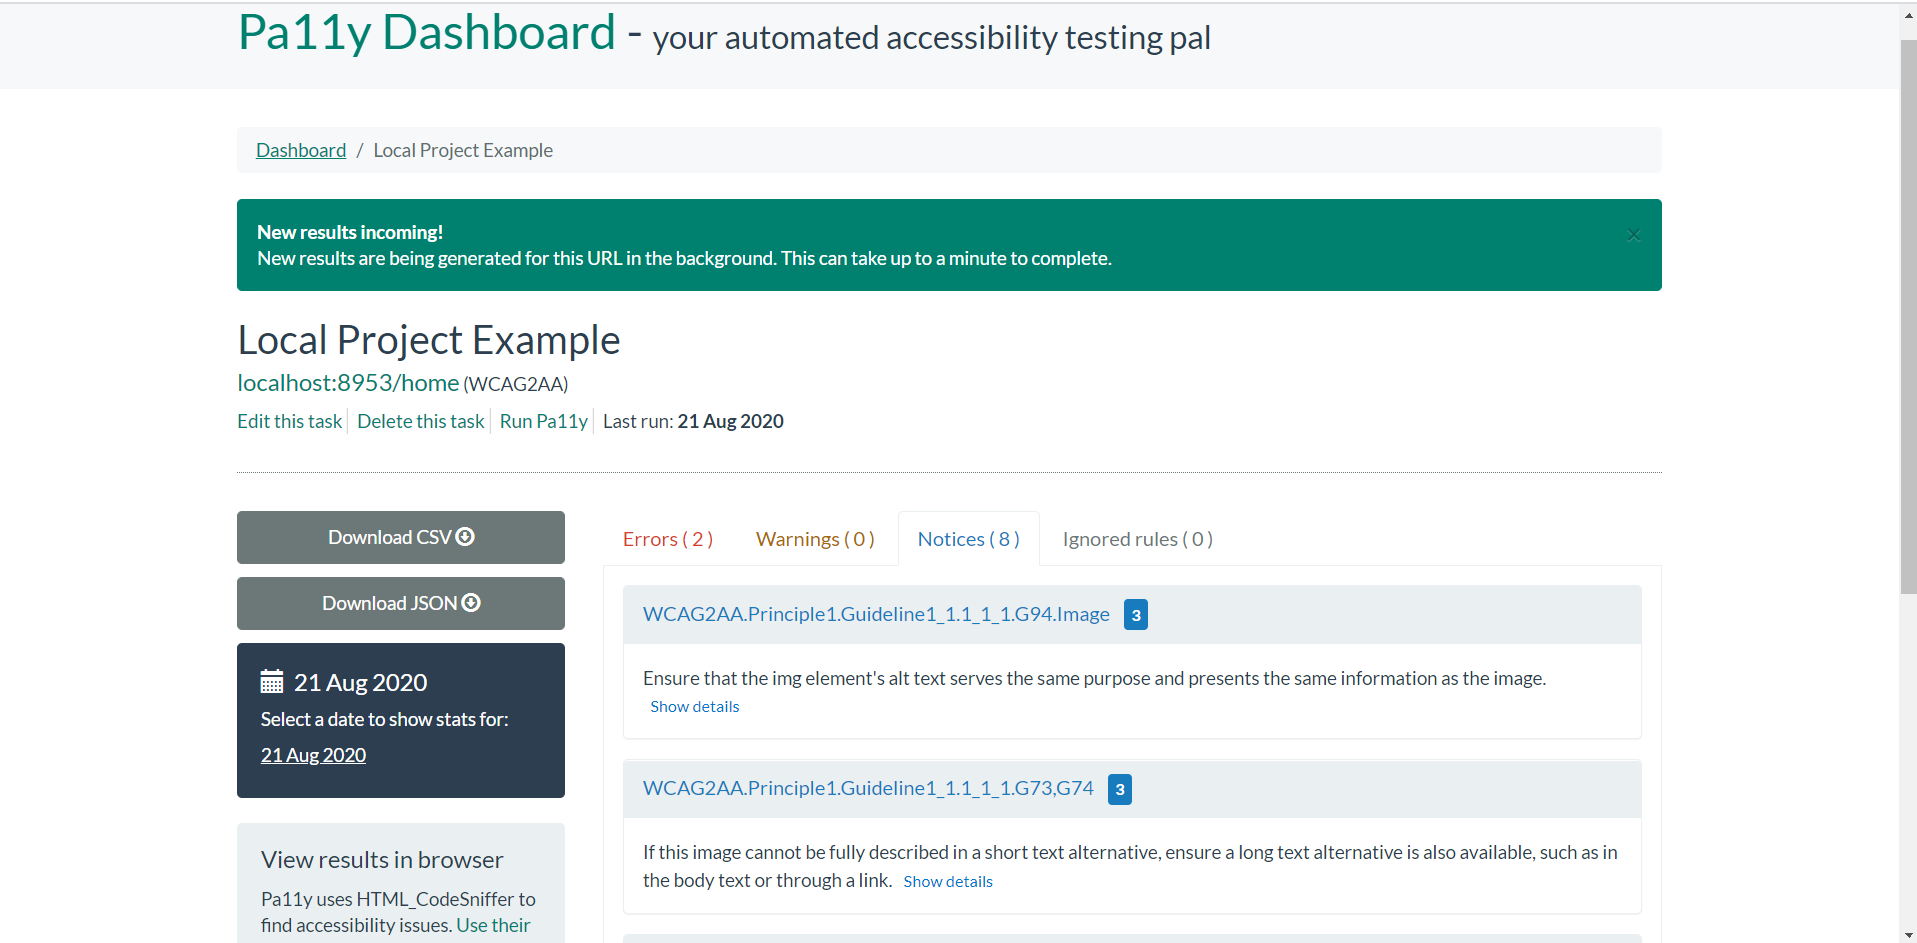 Pa11y Dashboard - your automated accessibility testing pal
Dashboard / Local Project Example
New results incoming!
New results are being generated for this URL in the background. This can take up to a minute to complete.
×
Local Project Example
localhost:8953/home (WCAG2AA)
Edit this task Delete this task Run Pa11y Last run: 21 Aug 2020
Download CSV
Download JSON
21 Aug 2020
Select a date to show stats for:
21 Aug 2020
View results in browser
Pa11y uses HTML_CodeSniffer to
find accessibility issues. Use their
Errors ( 2 ) Warnings ( 0 ) Notices ( 8 ) Ignored rules ( 0 )
WCAG2AA.Principle1.Guideline1_1.1_1_1.G94.Image 3
Ensure that the img element's alt text serves the same purpose and presents the same information as the image.
Show details
WCAG2AA.Principle1.Guideline1_1.1_1_1.G73,G74 3
If this image cannot be fully described in a short text alternative, ensure a long text alternative is also available, such as in
the body text or through a link. Show details